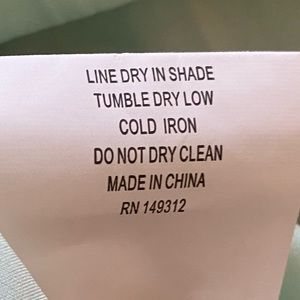 LINE DRY IN SHADE
TUMBLE DRY LOW
COLD IRON
DO NOT DRY CLEAN
MADE IN CHINA
RN 149312